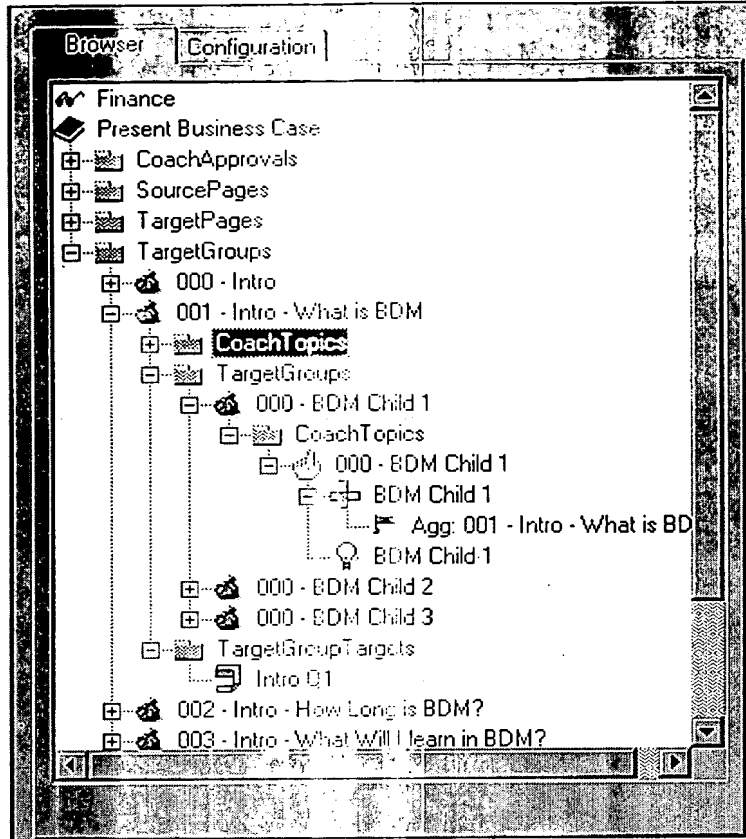 Browser Configuration
Finance
Present Business Case
CoachApprovals
SourcePages
TargetPages
TargetGroups
000 - Intro
001 - Intro - What is BDM
CoachTopics
TargetGroups
000 - BDM Child 1
CoachTopics
000 - BDM Child 1
BDM Child 1
Agg: 001 - Intro - What is BD
BDM Child 1
000 - BDM Child 2
000 - BDM Child 3
TargetGroupTargets
Intro Q1
002 - Intro - How Long is BDM?
003 - Intro - What Will I learn in BDM?